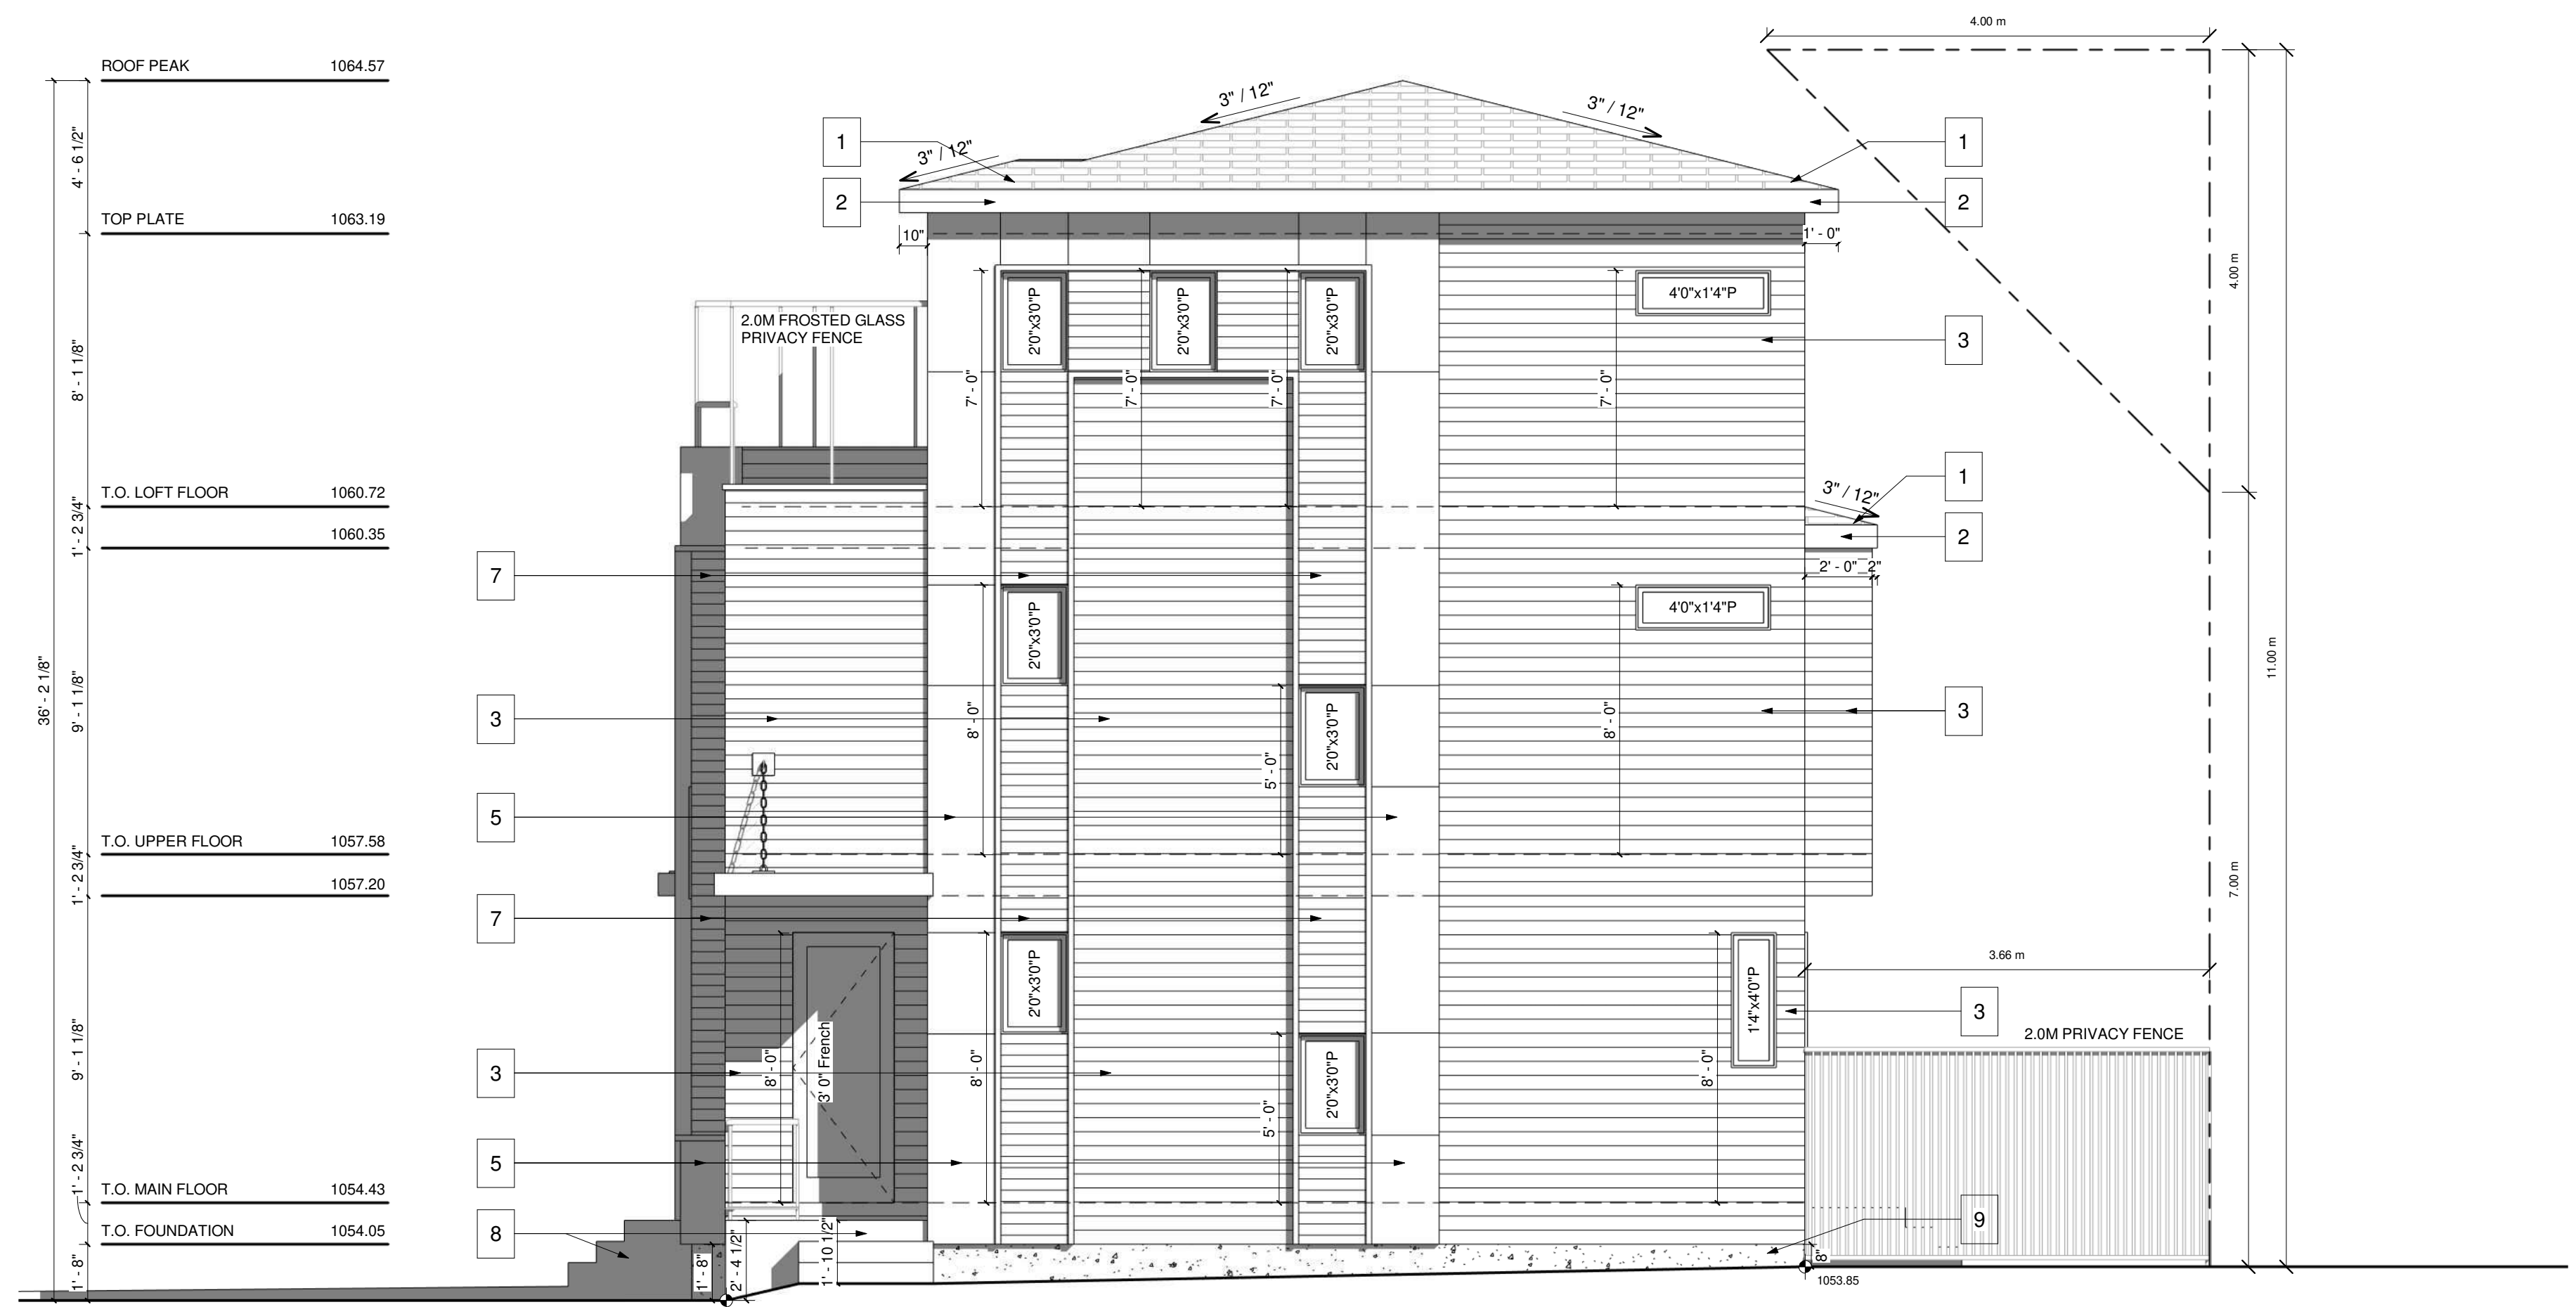 4.00 m
ROOF PEAK 1064.57
3" / 12"
3" / 12"
4' - 6 1/2"
1
3" / 12"
1
2
2
TOP PLATE 1063.19
10"
1' - 0"
4.00 m
2'0"x3'0"P
2'0"x3'0"P
2'0"x3'0"P
4'0"x1'4"P
2.0M FROSTED GLASS
PRIVACY FENCE
3
8' - 1 1/8"
7' - 0"
7' - 0"
7' - 0"
7' - 0"
1
T.O. LOFT FLOOR 1060.72
3" / 12"
1' - 2 3/4"
1060.35
2
7
2' - 0"
2"
4'0"x1'4"P
2'0"x3'0"P
11.00 m
36' - 2 1/8"
9' - 1 1/8"
3
8' - 0"
8' - 0"
3
2'0"x3'0"P
5' - 0"
5
T.O. UPPER FLOOR 1057.58
1' - 2 3/4"
1057.20
7.00 m
7
3.66 m
2'0"x3'0"P
1'4"x4'0"P
3
2.0M PRIVACY FENCE
9' - 1 1/8"
3
8' - 0"
3' 0" French
8' - 0"
8' - 0"
2'0"x3'0"P
5' - 0"
5
1' - 2 3/4"
T.O. MAIN FLOOR 1054.43
T.O. FOUNDATION 1054.05
8
9
1' - 8"
1' - 8"
2' - 4 1/2"
1' - 10 1/2"
8"
1053.85